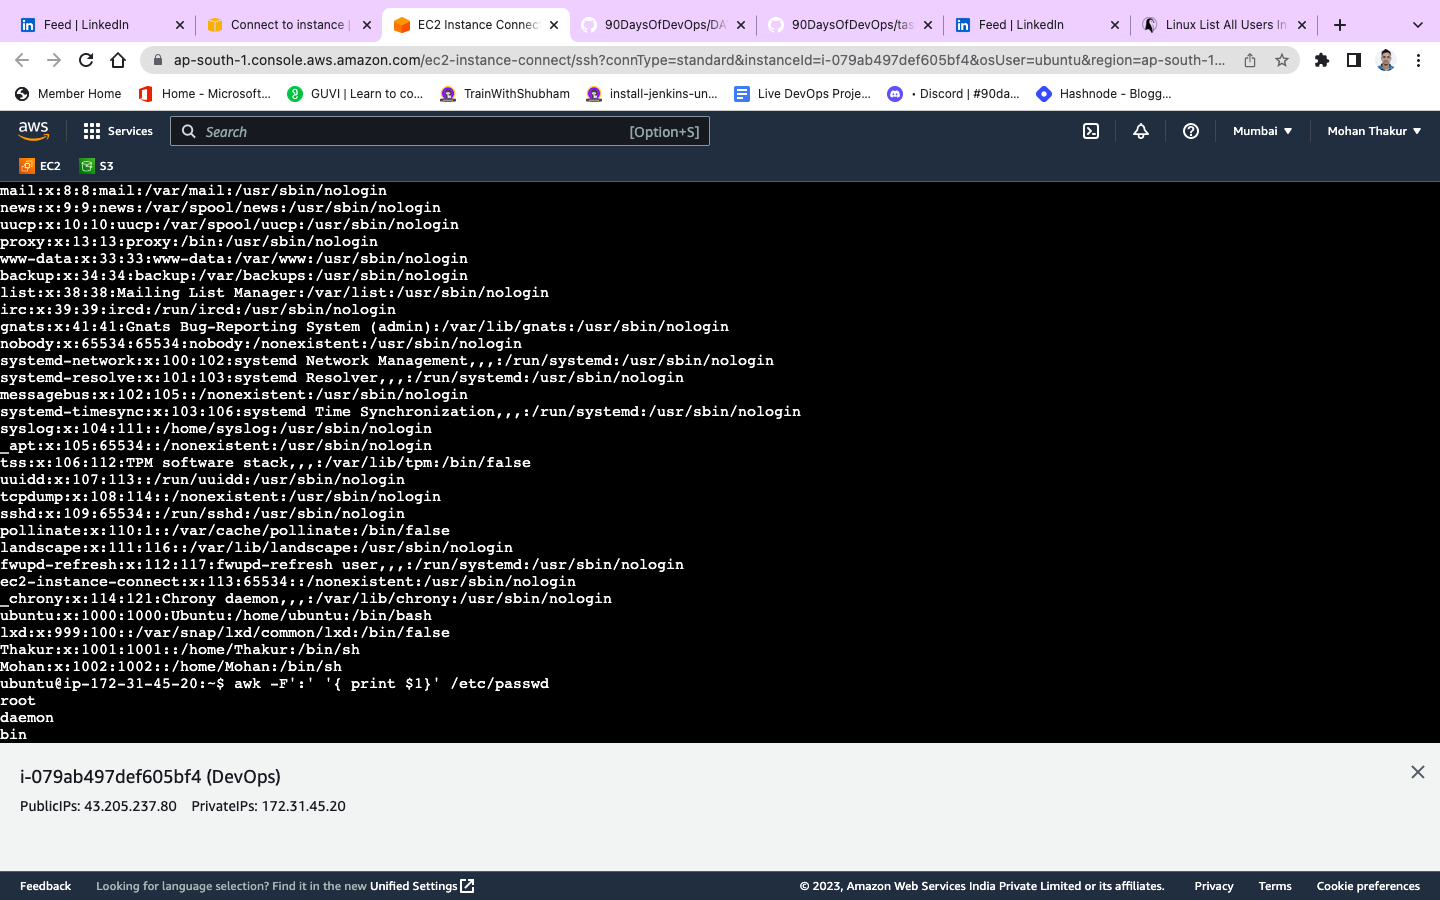 Feed | LinkedIn
Connect to instance |
EC2 Instance Connec
90DaysOfDevOps/DA
90DaysOfDevOps/tas
Feed | LinkedIn
Linux List All Users In
ap-south-1.console.aws.amazon.com/ec2-instance-connect/ssh?connType=standard&instanceId=i-079ab497def605bf4&osUser=ubuntu&region=ap-south-1...
Member Home
Home - Microsoft...
GUVI | Learn to co...
TrainWithShubham
install-jenkins-un...
Live DevOps Proje...
• Discord | #90da...
Hashnode - Blogg...
aws
Services
Search
[Option+S]
Mumbai
Mohan Thakur
EC2
S3
mail:x:8:8:mail:/var/mail:/usr/sbin/nologin
news:x:9:9:news:/var/spool/news:/usr/sbin/nologin
uucp:x:10:10:uucp:/var/spool/uucp:/usr/sbin/nologin
proxy:x:13:13:proxy:/bin:/usr/sbin/nologin
www-data:x:33:33:www-data:/var/www:/usr/sbin/nologin
backup:x:34:34:backup:/var/backups:/usr/sbin/nologin
list:x:38:38:Mailing List Manager:/var/list:/usr/sbin/nologin
irc:x:39:39:ircd:/run/ircd:/usr/sbin/nologin
gnats:x:41:41:Gnats Bug-Reporting System (admin):/var/lib/gnats:/usr/sbin/nologin
nobody:x:65534:65534:nobody:/nonexistent:/usr/sbin/nologin
systemd-network:x:100:102:systemd Network Management,,,:/run/systemd:/usr/sbin/nologin
systemd-resolve:x:101:103:systemd Resolver,,,:/run/systemd:/usr/sbin/nologin
messagebus:x:102:105::/nonexistent:/usr/sbin/nologin
systemd-timesync:x:103:106:systemd Time Synchronization,,,:/run/systemd:/usr/sbin/nologin
syslog:x:104:111::/home/syslog:/usr/sbin/nologin
_apt:x:105:65534::/nonexistent:/usr/sbin/nologin
tss:x:106:112:TPM software stack,,,:/var/lib/tpm:/bin/false
uuidd:x:107:113::/run/uuidd:/usr/sbin/nologin
tcpdump:x:108:114::/nonexistent:/usr/sbin/nologin
sshd:x:109:65534::/run/sshd:/usr/sbin/nologin
pollinate:x:110:1::/var/cache/pollinate:/bin/false
landscape:x:111:116::/var/lib/landscape:/usr/sbin/nologin
fwupd-refresh:x:112:117:fwupd-refresh user,,,:/run/systemd:/usr/sbin/nologin
ec2-instance-connect:x:113:65534::/nonexistent:/usr/sbin/nologin
_chrony:x:114:121:Chrony daemon,,,:/var/lib/chrony:/usr/sbin/nologin
ubuntu:x:1000:1000:Ubuntu:/home/ubuntu:/bin/bash
lxd:x:999:100::/var/snap/lxd/common/lxd:/bin/false
Thakur:x:1001:1001::/home/Thakur:/bin/sh
Mohan:x:1002:1002::/home/Mohan:/bin/sh
ubuntu@ip-172-31-45-20:~$ awk -F':' '{ print $1}' /etc/passwd
root
daemon
bin
i-079ab497def605bf4 (DevOps)
PublicIPs: 43.205.237.80 PrivateIPs: 172.31.45.20
Feedback
Looking for language selection? Find it in the new Unified Settings
© 2023, Amazon Web Services India Private Limited or its affiliates.
Privacy
Terms
Cookie preferences